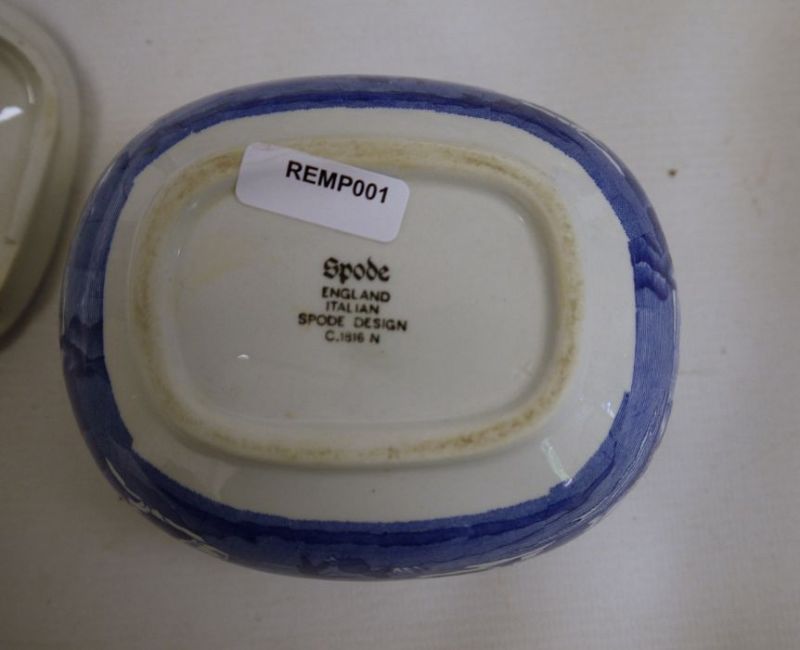 REMP001
Spode
ENGLAND
ITALIAN
SPODE DESIGN
C.1816 N